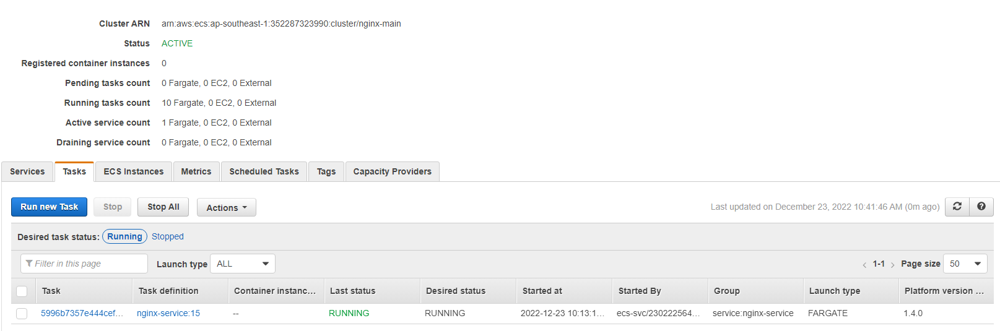 Cluster ARN arn:aws:ecs:ap-southeast-1:352287323990:cluster/nginx-main
Status ACTIVE
Registered container instances 0
Pending tasks count 0 Fargate, 0 EC2, 0 External
Running tasks count 10 Fargate, 0 EC2, 0 External
Active service count 1 Fargate, 0 EC2, 0 External
Draining service count 0 Fargate, 0 EC2, 0 External
Services Tasks ECS Instances Metrics Scheduled Tasks Tags Capacity Providers
Run new Task Stop Stop All Actions Last updated on December 23, 2022 10:41:46 AM (0m ago)
Desired task status: Running Stopped
Filter in this page Launch type ALL 1-1 Page size 50
Task Task definition Container instanc... Last status Desired status Started at Started By Group Launch type Platform version ...
5996b7357e444cef... nginx-service:15 -- RUNNING RUNNING 2022-12-23 10:13:1... ecs-svc/230222564... service:nginx-service FARGATE 1.4.0